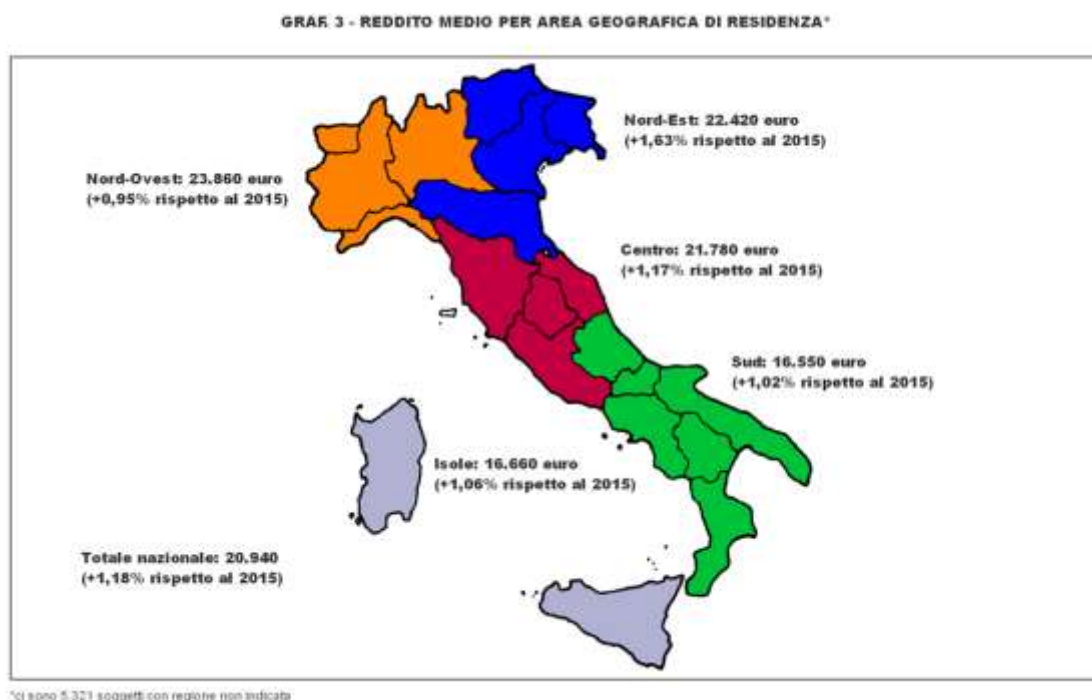 GRAF. 3 - REDDITO MEDIO PER AREA GEOGRAFICA DI RESIDENZA*
Nord-Est: 22.420 euro
(+1,63% rispetto al 2015)
Nord-Ovest: 23.860 euro
(+0,95% rispetto al 2015)
Centro: 21.780 euro
(+1,17% rispetto al 2015)
Sud: 16.550 euro
(+1,02% rispetto al 2015)
Isole: 16.660 euro
(+1,06% rispetto al 2015)
Totale nazionale: 20.940
(+1,18% rispetto al 2015)
*ci sono 5.321 soggetti con regione non indicata